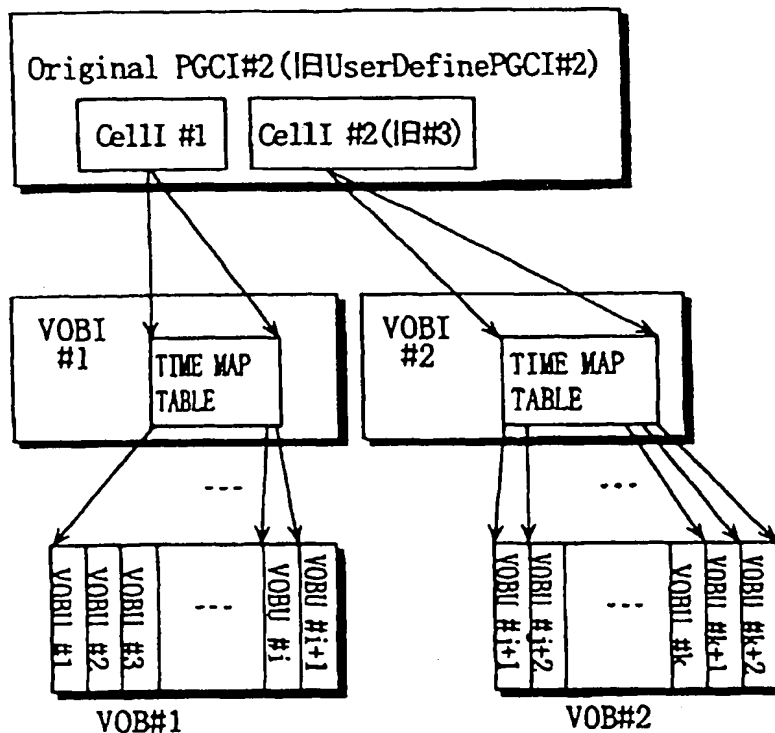 Original PGCI#2(旧UserDefinePGCI#2)
CellI #1
CellI #2(旧#3)
VOBI
#1
TIME MAP
TABLE
VOBI
#2
TIME MAP
TABLE
---
---
VOBU #1
VOBU #2
VOBU #3
---
VOBU #i
VOBU #i+1
VOBU #j+1
VOBU #j+2
---
VOBU #k
VOBU #k+1
VOBU #k+2
VOB#1
VOB#2